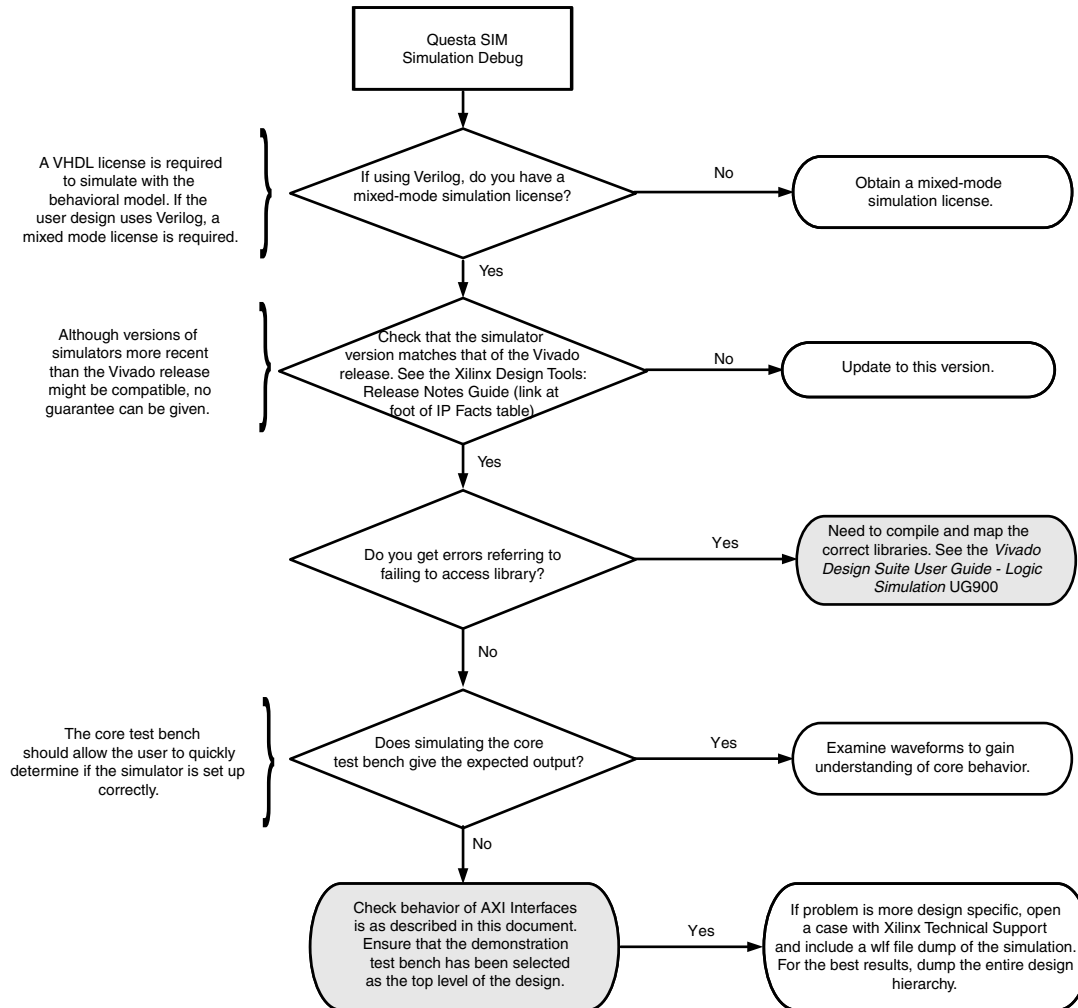 Questa SIM
Simulation Debug
A VHDL license is required
to simulate with the
behavioral model. If the
user design uses Verilog, a
mixed mode license is required.
If using Verilog, do you have a
mixed-mode simulation license?
No
Obtain a mixed-mode
simulation license.
Yes
Although versions of
simulators more recent
than the Vivado release
might be compatible, no
guarantee can be given.
Check that the simulator
version matches that of the Vivado
release. See the Xilinx Design Tools:
Release Notes Guide (link at
foot of IP Facts table)
No
Update to this version.
Yes
Do you get errors referring to
failing to access library?
Yes
Need to compile and map the
correct libraries. See the Vivado
Design Suite User Guide - Logic
Simulation UG900
No
The core test bench
should allow the user to quickly
determine if the simulator is set up
correctly.
Does simulating the core
test bench give the expected output?
Yes
Examine waveforms to gain
understanding of core behavior.
No
Check behavior of AXI Interfaces
is as described in this document.
Ensure that the demonstration
test bench has been selected
as the top level of the design.
Yes
If problem is more design specific, open
a case with Xilinx Technical Support
and include a wlf file dump of the simulation.
For the best results, dump the entire design
hierarchy.